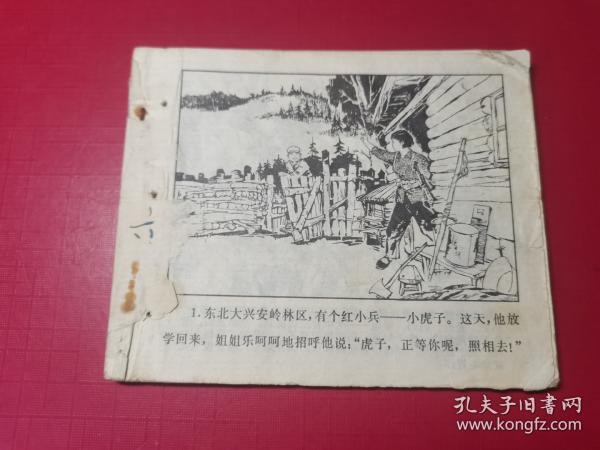 1.东北大兴安岭林区,有个红小兵——小虎子。这天,他放
学回来,姐姐乐呵呵地招呼他说:“虎子,正等你呢,照相去!”
孔夫子旧书网
www.kongfz.com